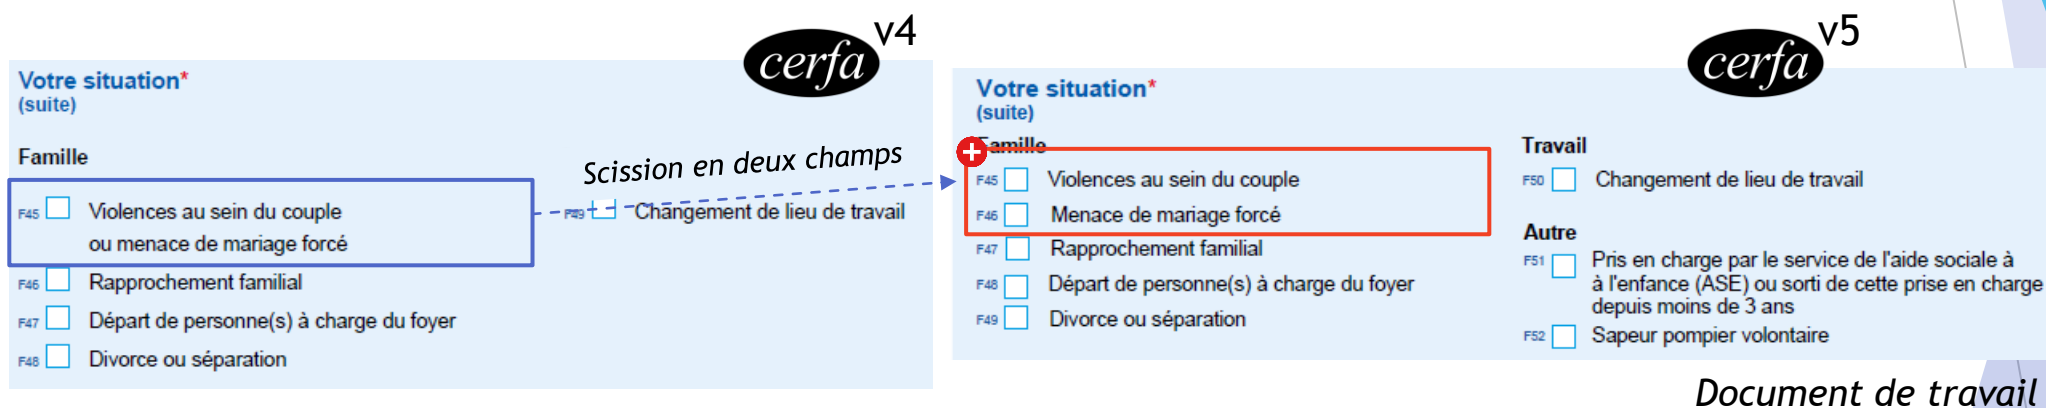 cerfa v4
Votre situation*
(suite)
Famille
F45 Violences au sein du couple
ou menace de mariage forcé
F46 Rapprochement familial
F47 Départ de personne(s) à charge du foyer
F48 Divorce ou séparation
F49 Changement de lieu de travail
Scission en deux champs
cerfa v5
Votre situation*
(suite)
Famille
F45 Violences au sein du couple
F46 Menace de mariage forcé
F47 Rapprochement familial
F48 Départ de personne(s) à charge du foyer
F49 Divorce ou séparation
Travail
F50 Changement de lieu de travail
Autre
F51 Pris en charge par le service de l'aide sociale à
à l'enfance (ASE) ou sorti de cette prise en charge
depuis moins de 3 ans
F52 Sapeur pompier volontaire
Document de travail